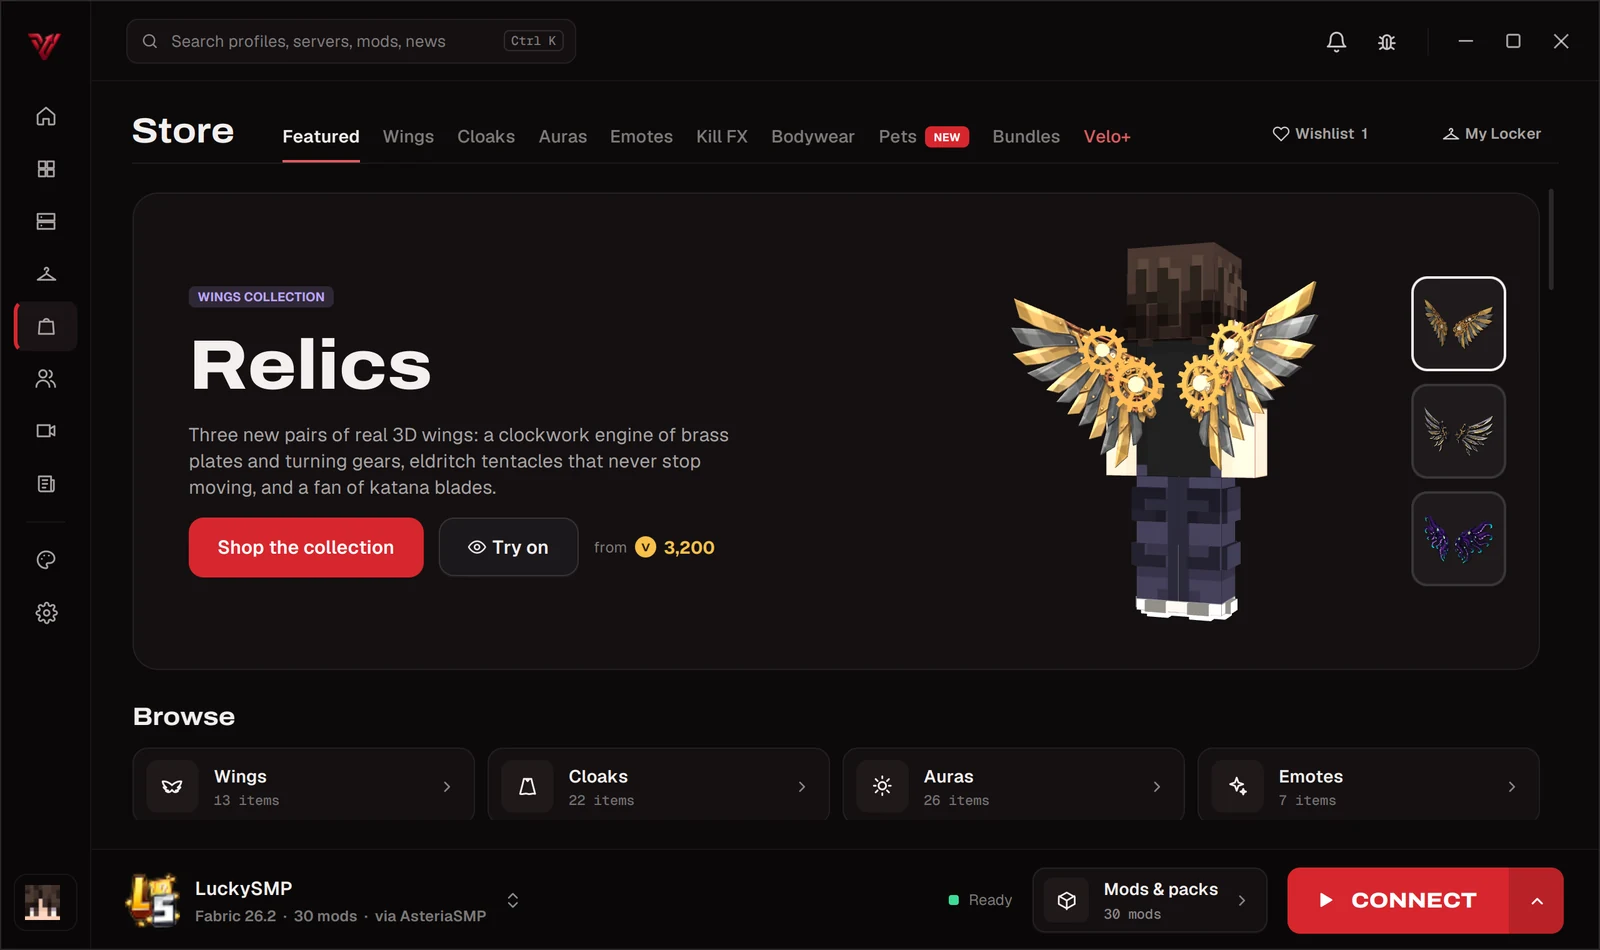 Search profiles, servers, mods, news
Ctrl K
Store
Featured
Wings
Cloaks
Auras
Emotes
Kill FX
Bodywear
Pets
NEW
Bundles
Velo+
Wishlist 1
My Locker
WINGS COLLECTION
Relics
Three new pairs of real 3D wings: a clockwork engine of brass
plates and turning gears, eldritch tentacles that never stop
moving, and a fan of katana blades.
Shop the collection
Try on
from V 3,200
Browse
Wings
13 items
Cloaks
22 items
Auras
26 items
Emotes
7 items
LS
LuckySMP
Fabric 26.2 · 30 mods · via AsteriaSMP
Ready
Mods & packs
30 mods
CONNECT